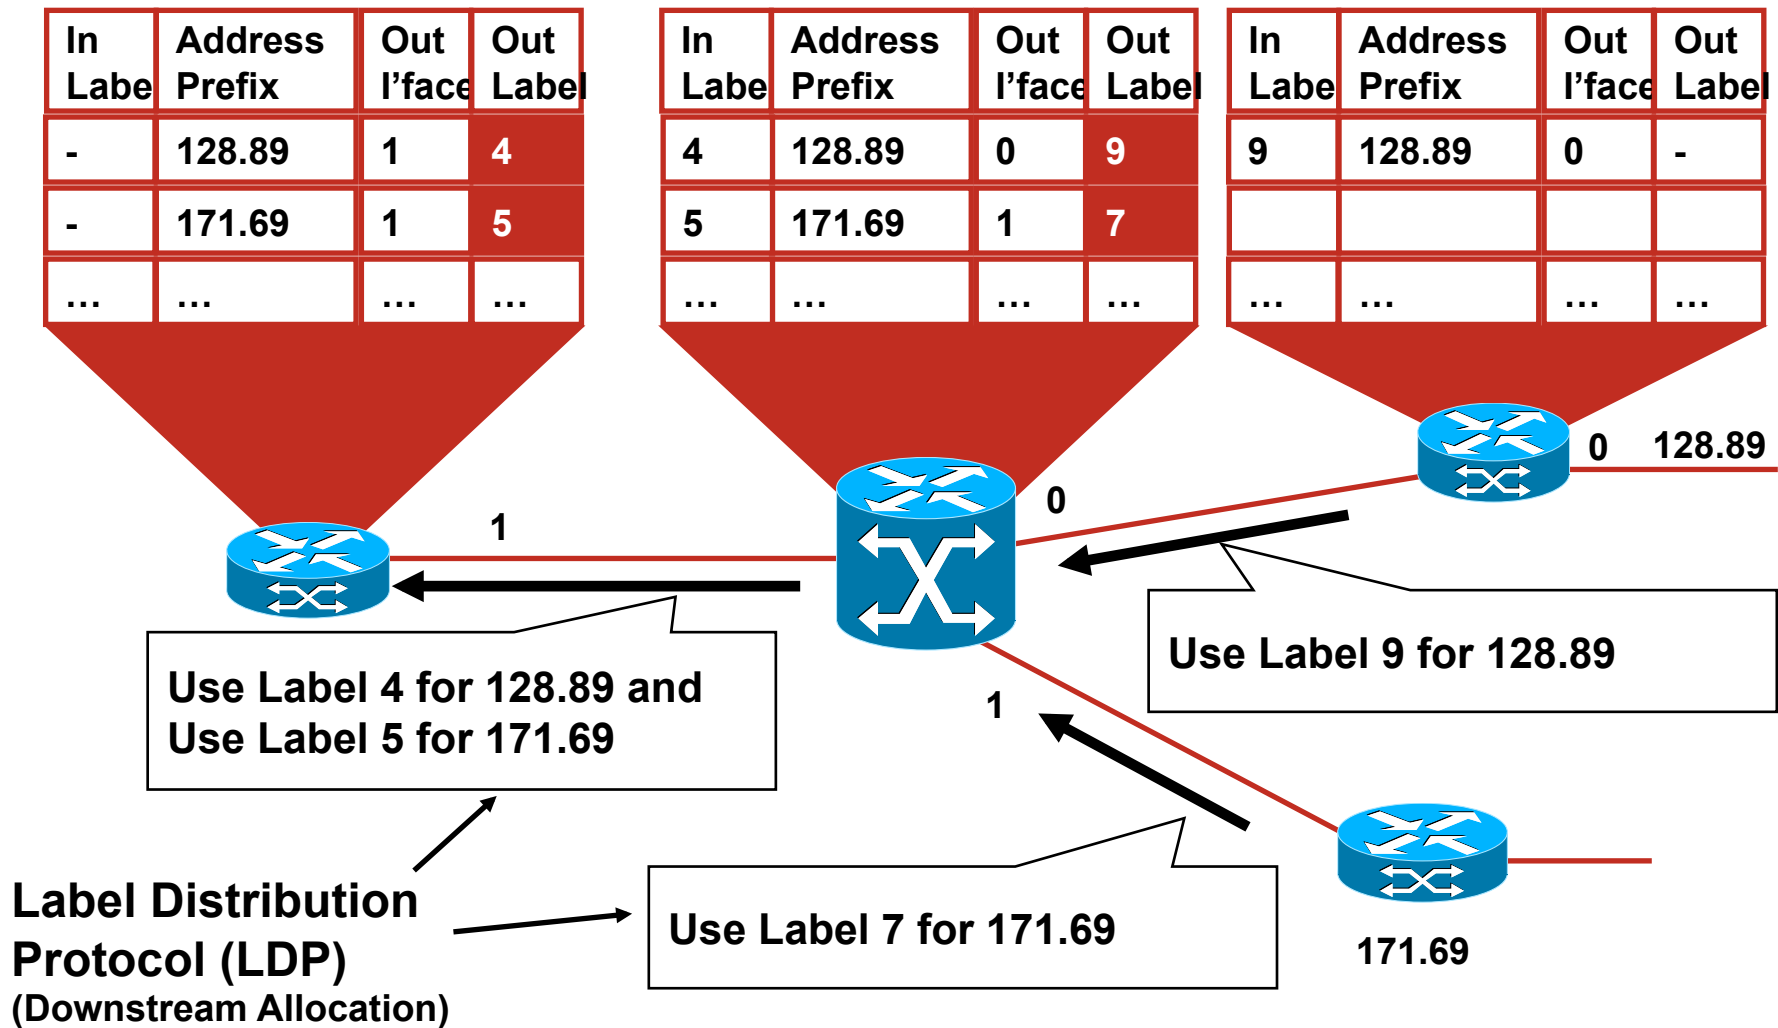 In Address Out Out
Labe Prefix I'face Label
- 128.89 1 4
- 171.69 1 5
... ... ... ...
In Address Out Out
Labe Prefix I'face Label
4 128.89 0 9
5 171.69 1 7
... ... ... ...
In Address Out Out
Labe Prefix I'face Label
9 128.89 0 -
... ... ... ...
0 128.89
0
1
Use Label 9 for 128.89
Use Label 4 for 128.89 and
Use Label 5 for 171.69
1
Label Distribution
Protocol (LDP)
(Downstream Allocation)
Use Label 7 for 171.69
171.69